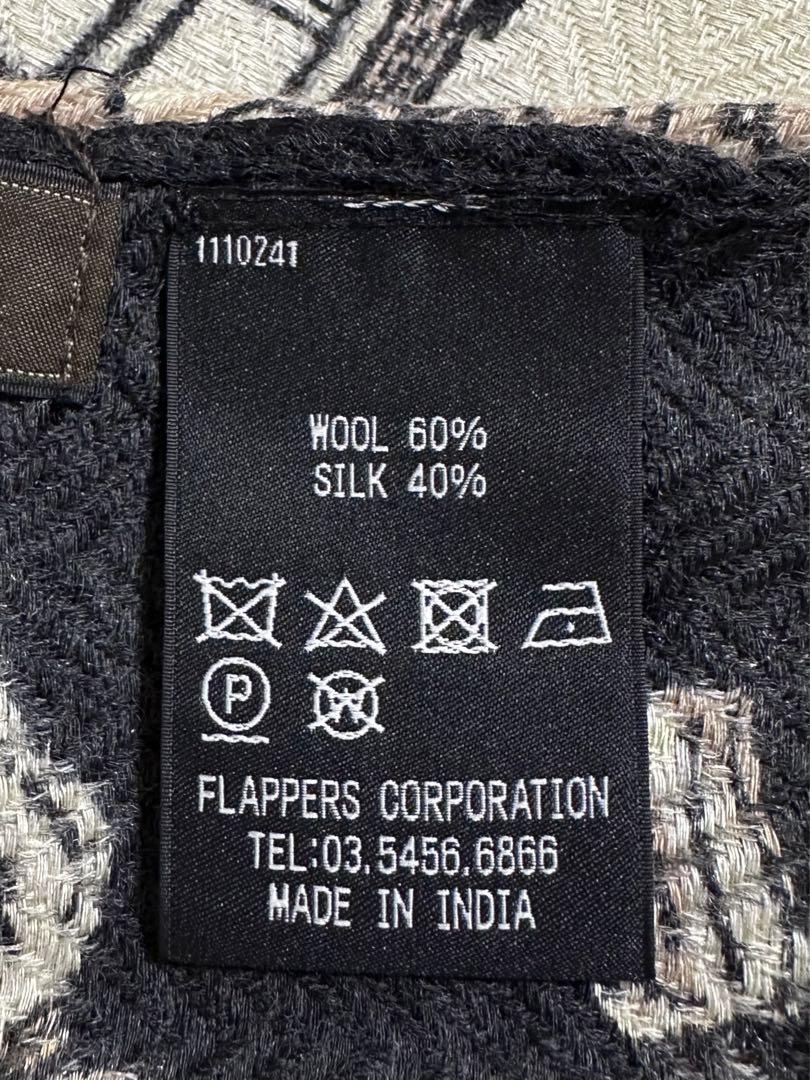 1110241
WOOL 60%
SILK 40%
P
W
FLAPPERS CORPORATION
TEL:03.5456.6866
MADE IN INDIA